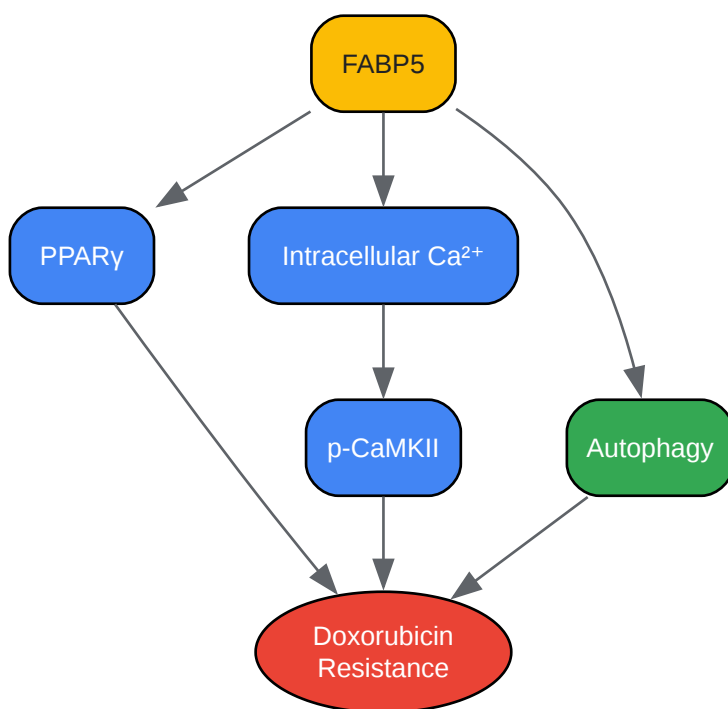 FABP5
PPARγ
Intracellular Ca²⁺
p-CaMKII
Autophagy
Doxorubicin
Resistance